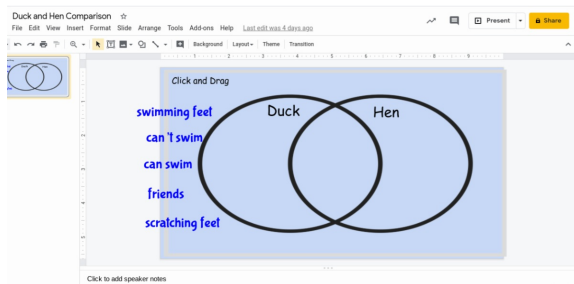 Duck and Hen Comparison
File Edit View Insert Format Slide Arrange Tools Add-ons Help Last edit was 4 days ago
Present
Share
Background Layout Theme Transition
Click and Drag
Duck
Hen
swimming feet
can't swim
can swim
friends
scratching feet
Click to add speaker notes